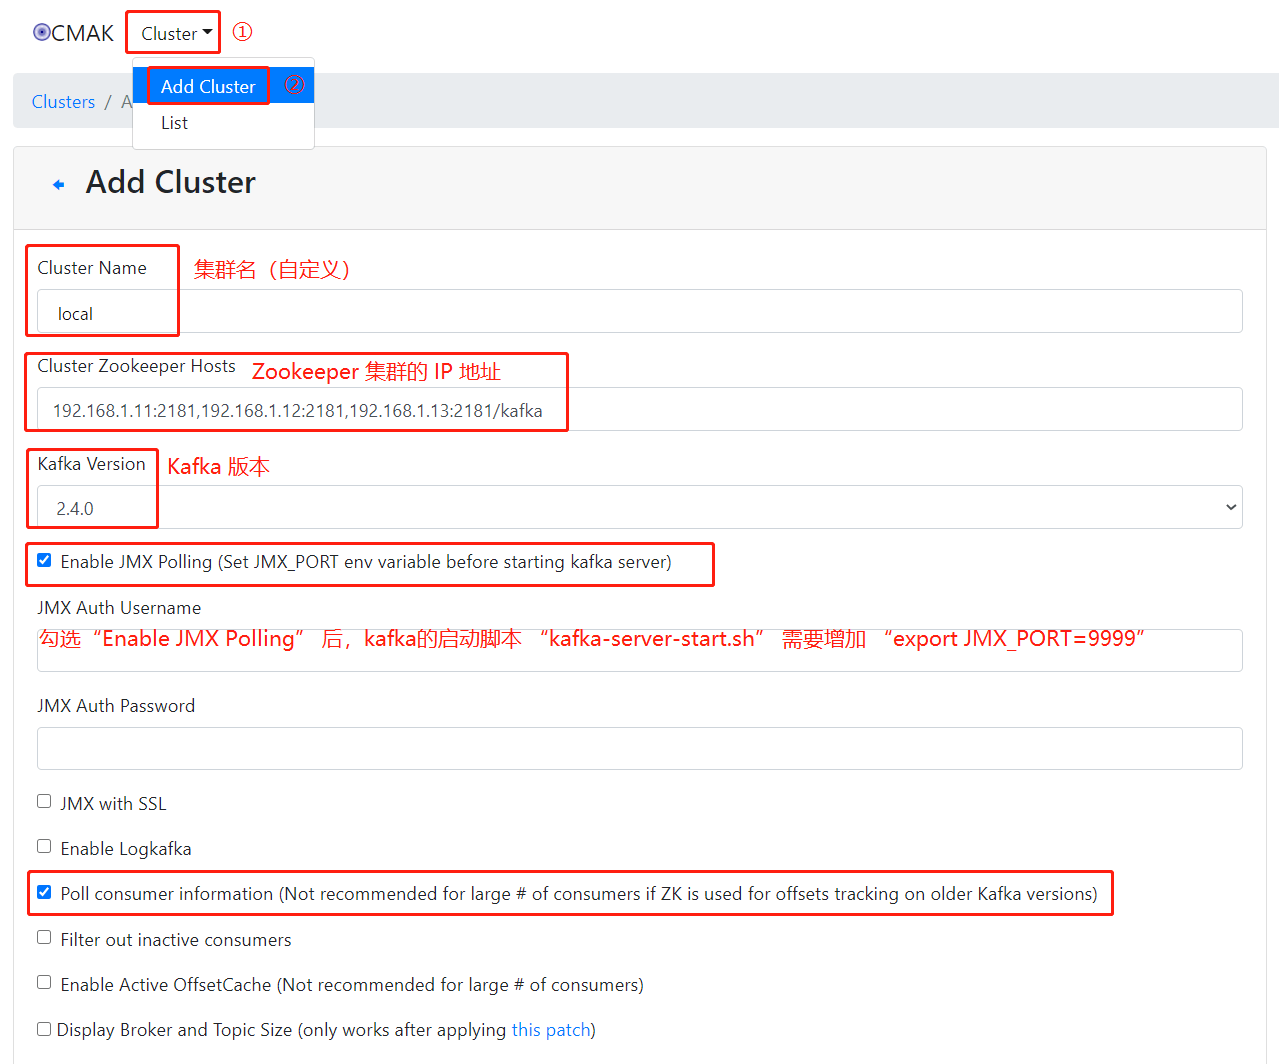 CMAK Cluster ①
Add Cluster ②
Clusters / A
List
Add Cluster
Cluster Name 集群名（自定义）
local
Cluster Zookeeper Hosts Zookeeper 集群的 IP 地址
192.168.1.11:2181,192.168.1.12:2181,192.168.1.13:2181/kafka
Kafka Version Kafka 版本
2.4.0
Enable JMX Polling (Set JMX_PORT env variable before starting kafka server)
JMX Auth Username
勾选“Enable JMX Polling” 后，kafka的启动脚本 “kafka-server-start.sh” 需要增加 “export JMX_PORT=9999”
JMX Auth Password
JMX with SSL
Enable Logkafka
Poll consumer information (Not recommended for large # of consumers if ZK is used for offsets tracking on older Kafka versions)
Filter out inactive consumers
Enable Active OffsetCache (Not recommended for large # of consumers)
Display Broker and Topic Size (only works after applying this patch)